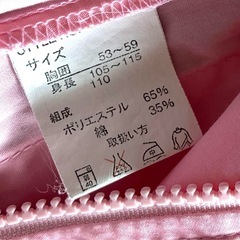 サイズ
胸囲 53~59
身長 105~115
110
組成
ポリエステル 65%
綿 35%
取扱い方